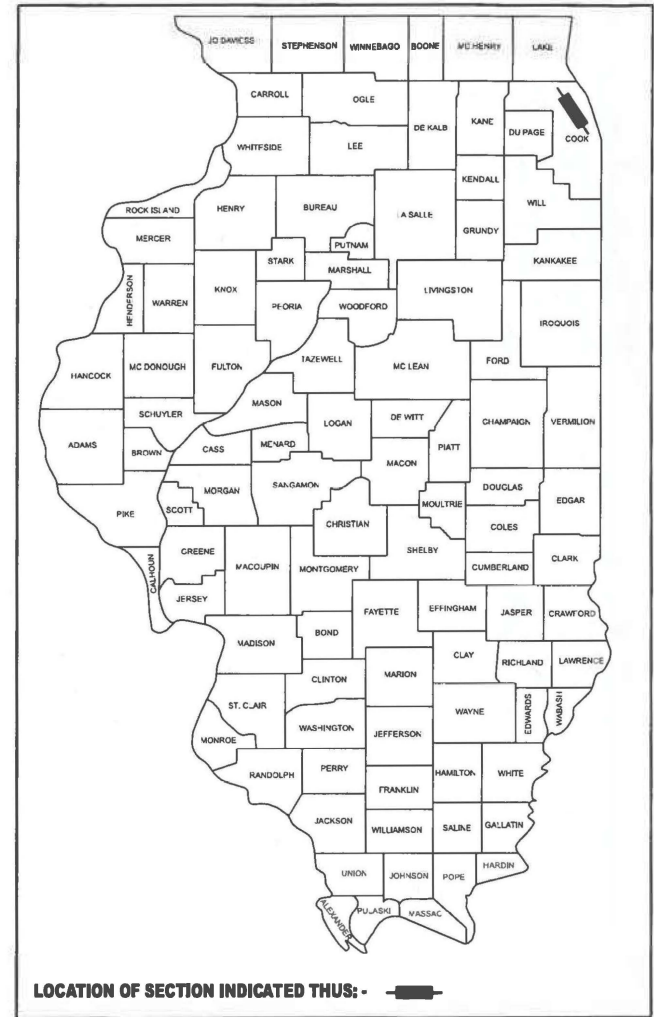 JO DAVIESS STEPHENSON WINNEBAGO BOONE MC HENRY LAKE
CARROLL OGLE DE KALB KANE DU PAGE COOK
WHITESIDE LEE
KENDALL WILL
ROCK ISLAND HENRY BUREAU LA SALLE GRUNDY
MERCER PUTNAM
STARK MARSHALL KANKAKEE
HENDERSON WARREN KNOX PEORIA WOODFORD LIVINGSTON IROQUOIS
HANCOCK MC DONOUGH FULTON TAZEWELL MC LEAN FORD
MASON
SCHUYLER LOGAN DE WITT CHAMPAIGN VERMILION
ADAMS BROWN CASS MENARD MACON PIATT
PIKE SCOTT MORGAN SANGAMON CHRISTIAN MOULTRIE DOUGLAS EDGAR
COLES
CALHOUN GREENE MACOUPIN MONTGOMERY SHELBY CUMBERLAND CLARK
JERSEY
FAYETTE EFFINGHAM JASPER CRAWFORD
MADISON BOND
CLAY RICHLAND LAWRENCE
CLINTON MARION
ST. CLAIR WAYNE EDWARDS WABASH
MONROE WASHINGTON JEFFERSON
RANDOLPH PERRY HAMILTON WHITE
FRANKLIN
JACKSON WILLIAMSON SALINE GALLATIN
UNION JOHNSON POPE HARDIN
ALEXANDER PULASKI MASSAC
LOCATION OF SECTION INDICATED THUS: -